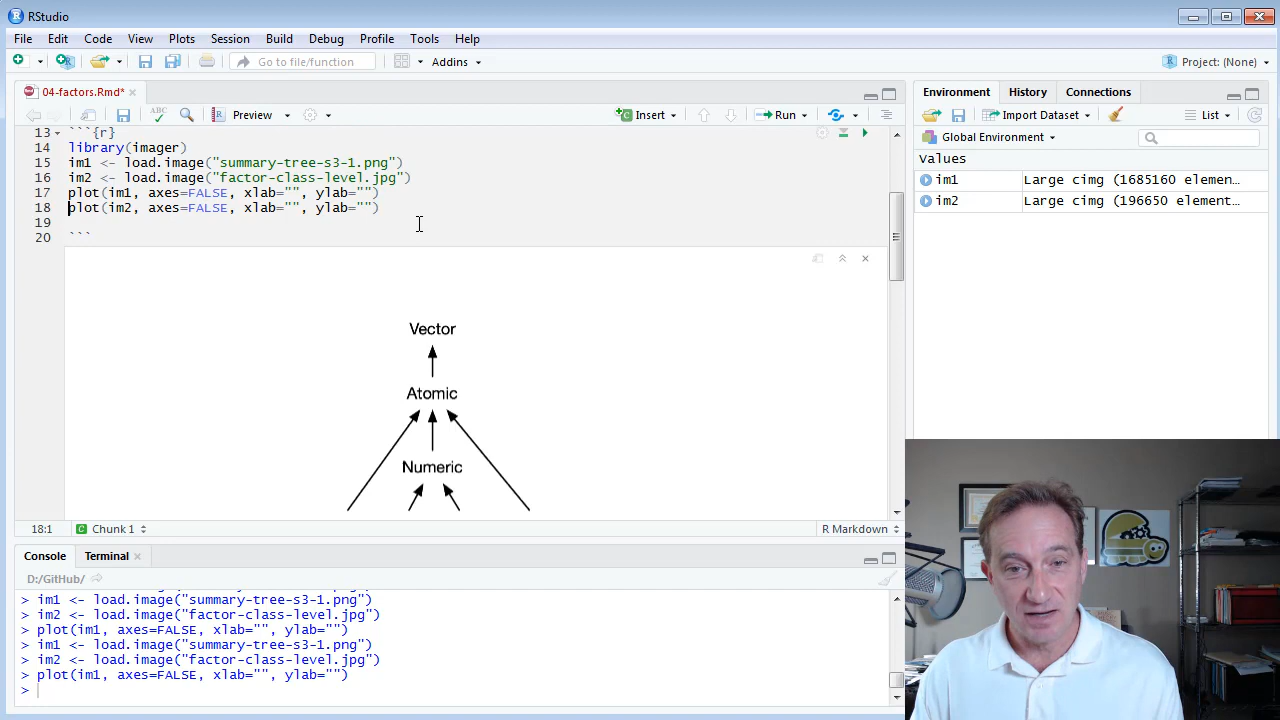 RStudio
File Edit Code View Plots Session Build Debug Profile Tools Help
Go to file/function Addins Project: (None)
04-factors.Rmd*
Preview Insert Run
13 ```{r}
14 library(imager)
15 im1 <- load.image("summary-tree-s3-1.png")
16 im2 <- load.image("factor-class-level.jpg")
17 plot(im1, axes=FALSE, xlab="", ylab="")
18 plot(im2, axes=FALSE, xlab="", ylab="")
19
20 ```
Vector
Atomic
Numeric
18:1 Chunk 1 R Markdown
Console Terminal
D:/GitHub/
> im1 <- load.image("summary-tree-s3-1.png")
> im2 <- load.image("factor-class-level.jpg")
> plot(im1, axes=FALSE, xlab="", ylab="")
> im1 <- load.image("summary-tree-s3-1.png")
> im2 <- load.image("factor-class-level.jpg")
> plot(im1, axes=FALSE, xlab="", ylab="")
>
Environment History Connections
Import Dataset List
Global Environment
Values
im1 Large cimg (1685160 elemen…
im2 Large cimg (196650 element…